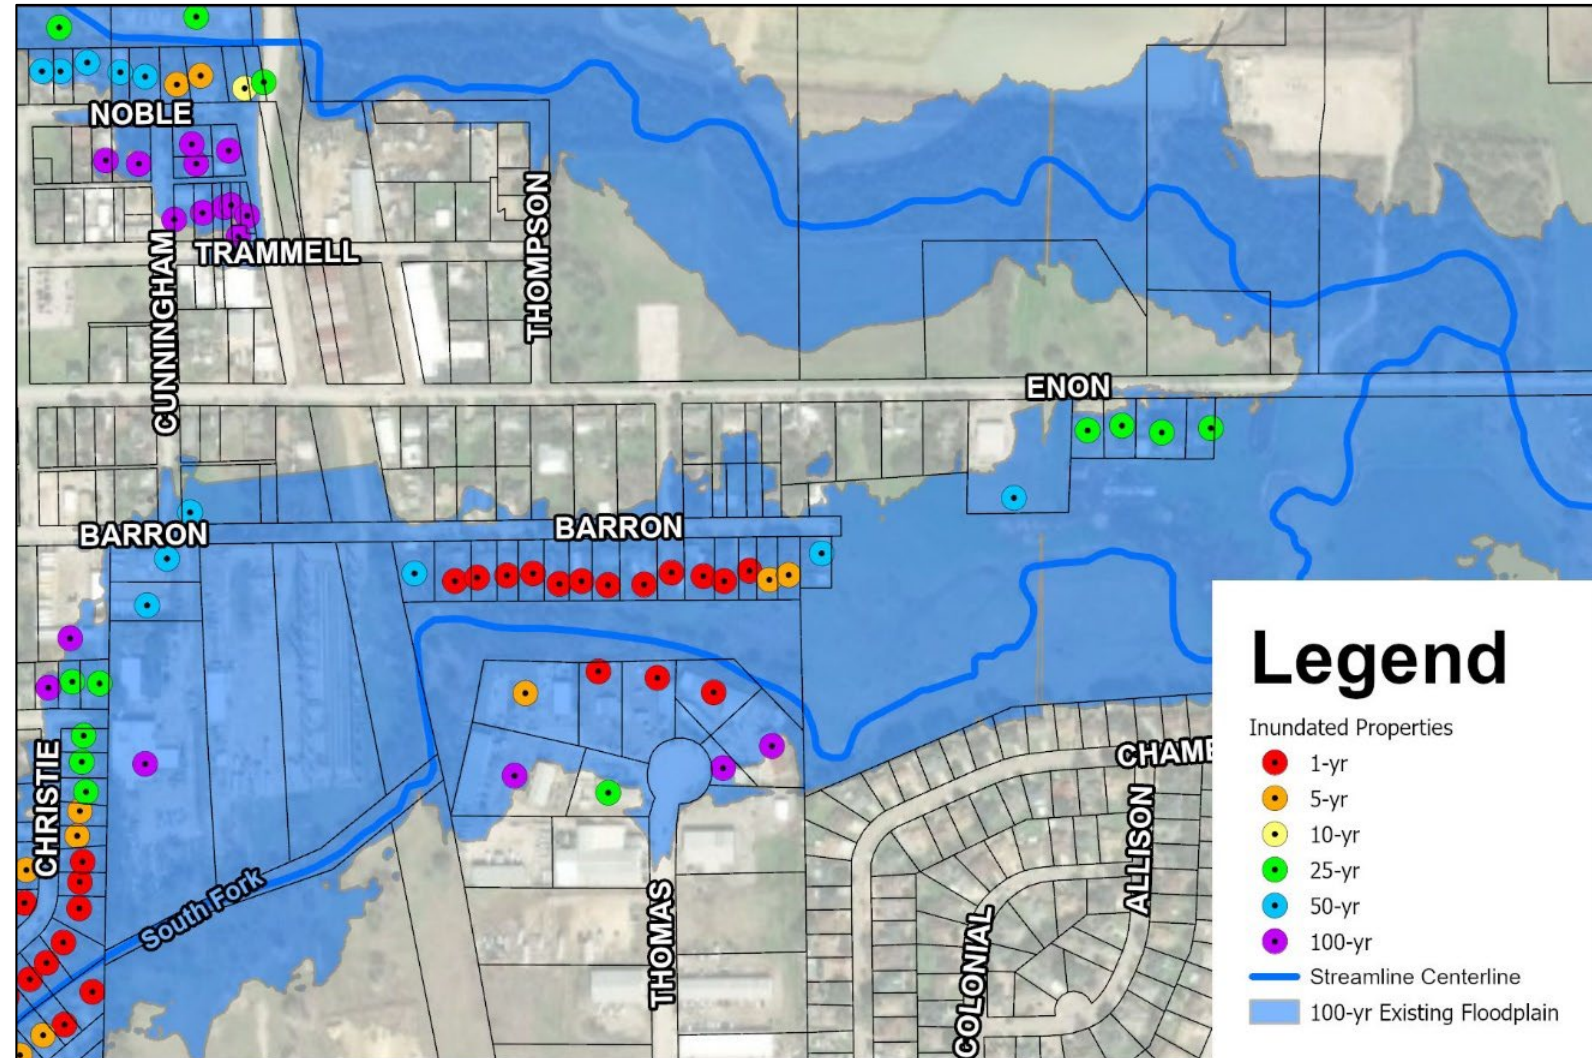 NOBLE
TRAMMELL
CUNNINGHAM
THOMPSON
ENON
BARRON
BARRON
CHRISTIE
South Fork
THOMAS
CHAMB
ALLISON
COLONIAL
Legend
Inundated Properties
1-yr
5-yr
10-yr
25-yr
50-yr
100-yr
Streamline Centerline
100-yr Existing Floodplain